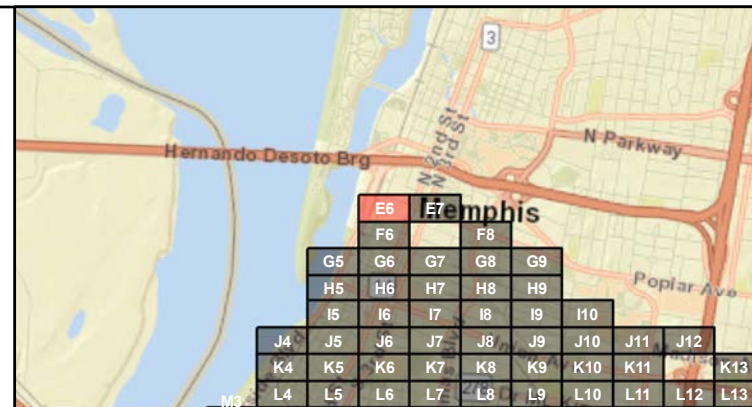 3
N 2nd St
N 3rd St
N Parkway
Hernando Desoto Brg
E6 E7 Memphis
F6 F8
G5 G6 G7 G8 G9
Poplar Ave
H5 H6 H7 H8 H9
I5 I6 I7 I8 I9 I10
J4 J5 J6 J7 J8 J9 J10 J11 J12
K4 K5 K6 K7 K8 K9 K10 K11 K13
M3 L4 L5 L6 L7 L8 L9 L10 L11 L12 L13